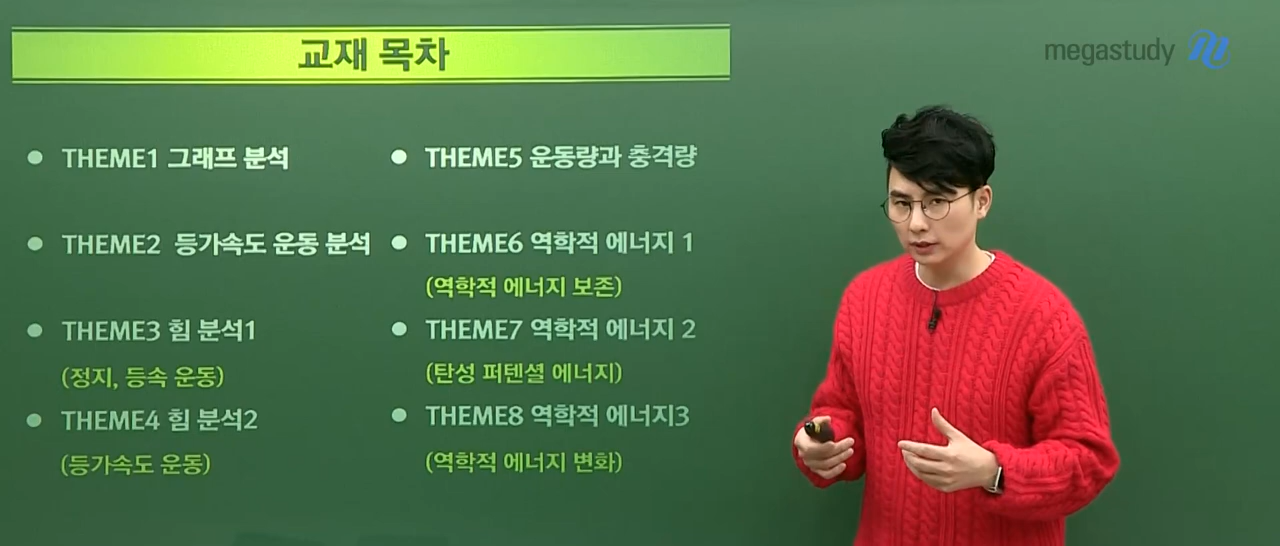 교재 목차
megastudy
THEME1 그래프 분석
THEME2 등가속도 운동 분석
THEME3 힘 분석1
(정지, 등속 운동)
THEME4 힘 분석2
(등가속도 운동)
THEME5 운동량과 충격량
THEME6 역학적 에너지 1
(역학적 에너지 보존)
THEME7 역학적 에너지 2
(탄성 퍼텐셜 에너지)
THEME8 역학적 에너지3
(역학적 에너지 변화)